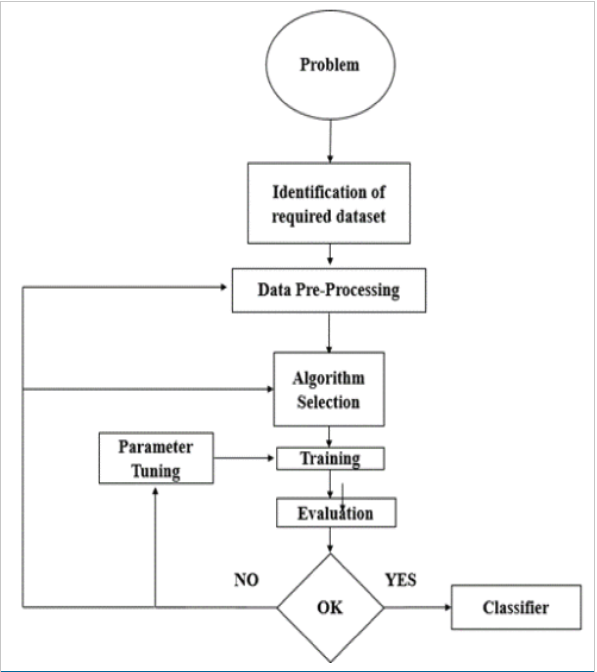 Problem
Identification of
required dataset
Data Pre-Processing
Algorithm
Selection
Parameter
Tuning
Training
Evaluation
NO
OK
YES
Classifier